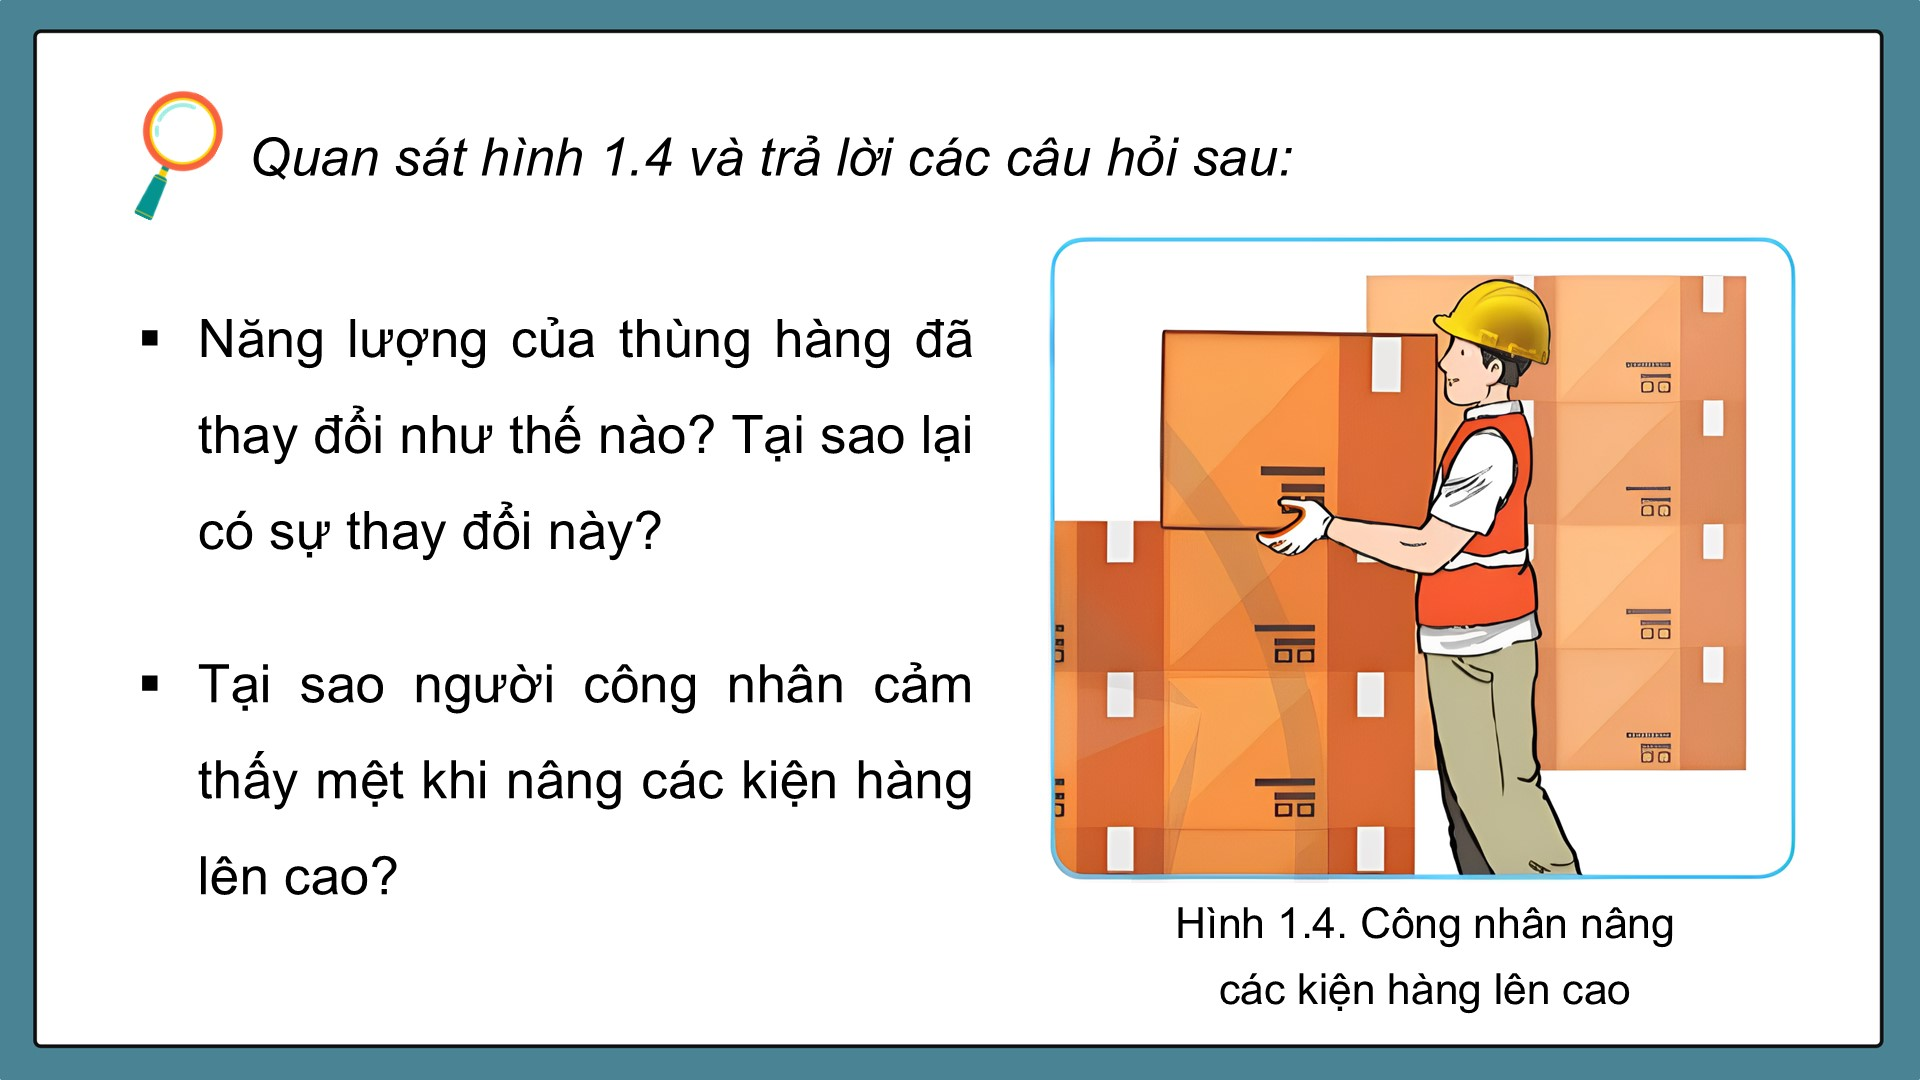 Quan sát hình 1.4 và trả lời các câu hỏi sau:
▪ Năng lượng của thùng hàng đã
thay đổi như thế nào? Tại sao lại
có sự thay đổi này?
▪ Tại sao người công nhân cảm
thấy mệt khi nâng các kiện hàng
lên cao?
Hình 1.4. Công nhân nâng
các kiện hàng lên cao